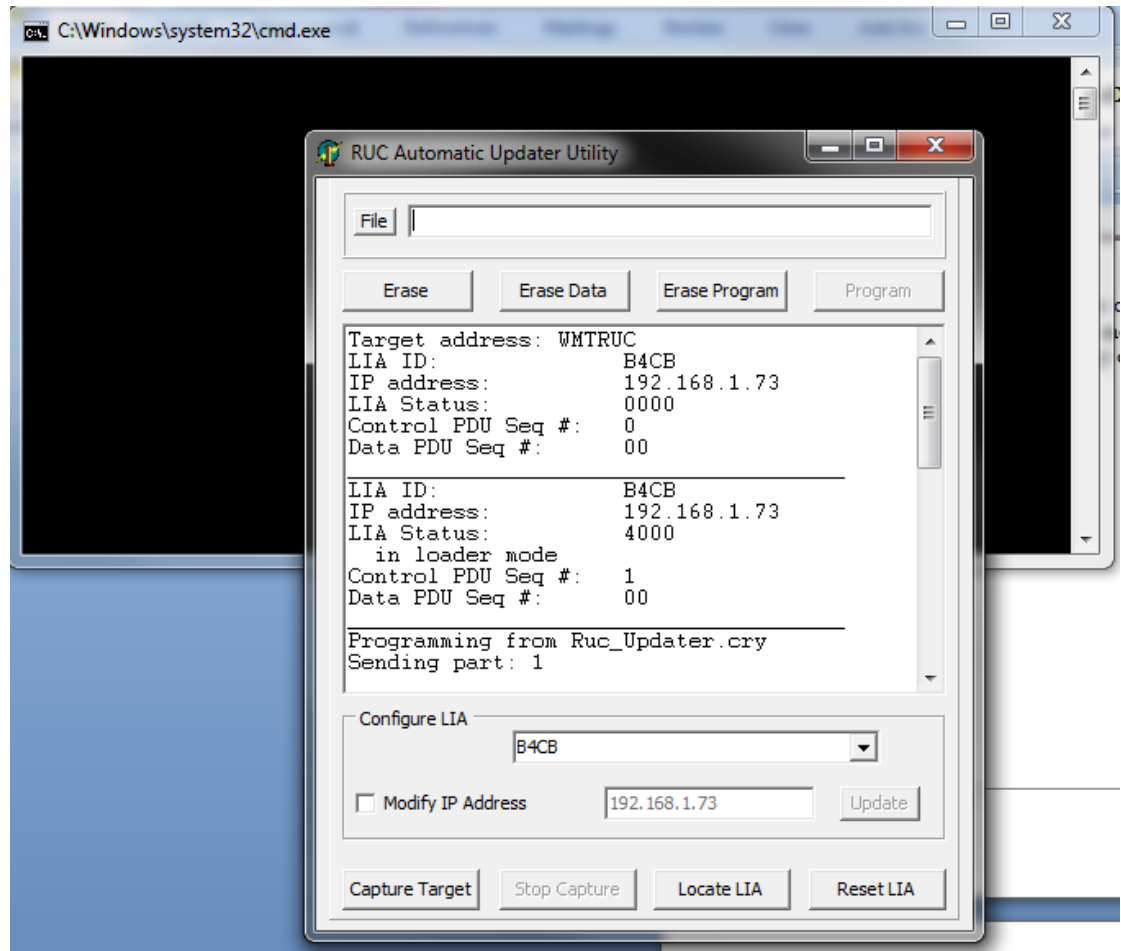 C:\Windows\system32\cmd.exe
References Mailings Review View
RUC Automatic Updater Utility
File
Erase Erase Data Erase Program Program
Target address: WMTRUC
LIA ID: B4CB
IP address: 192.168.1.73
LIA Status: 0000
Control PDU Seq #: 0
Data PDU Seq #: 00
LIA ID: B4CB
IP address: 192.168.1.73
LIA Status: 4000
in loader mode
Control PDU Seq #: 1
Data PDU Seq #: 00
Programming from Ruc_Updater.cry
Sending part: 1
Configure LIA
B4CB
Modify IP Address 192.168.1.73 Update
Capture Target Stop Capture Locate LIA Reset LIA